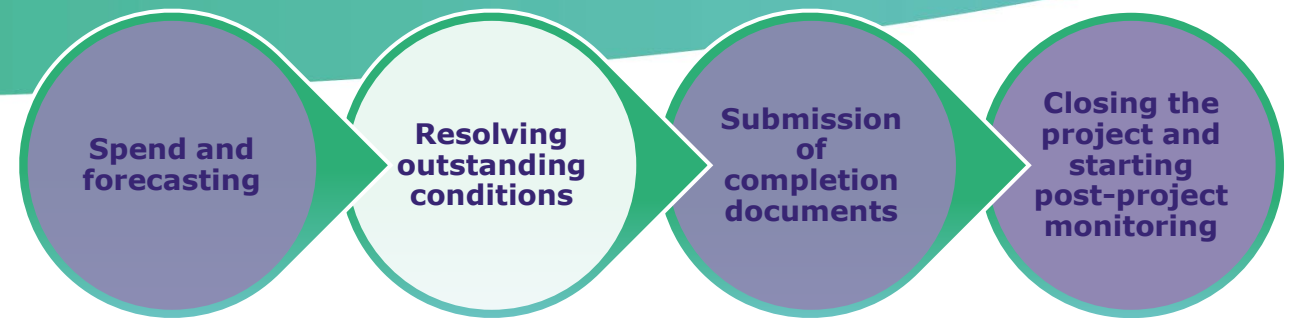 Spend and
forecasting
Resolving
outstanding
conditions
Submission
of
completion
documents
Closing the
project and
starting
post-project
monitoring